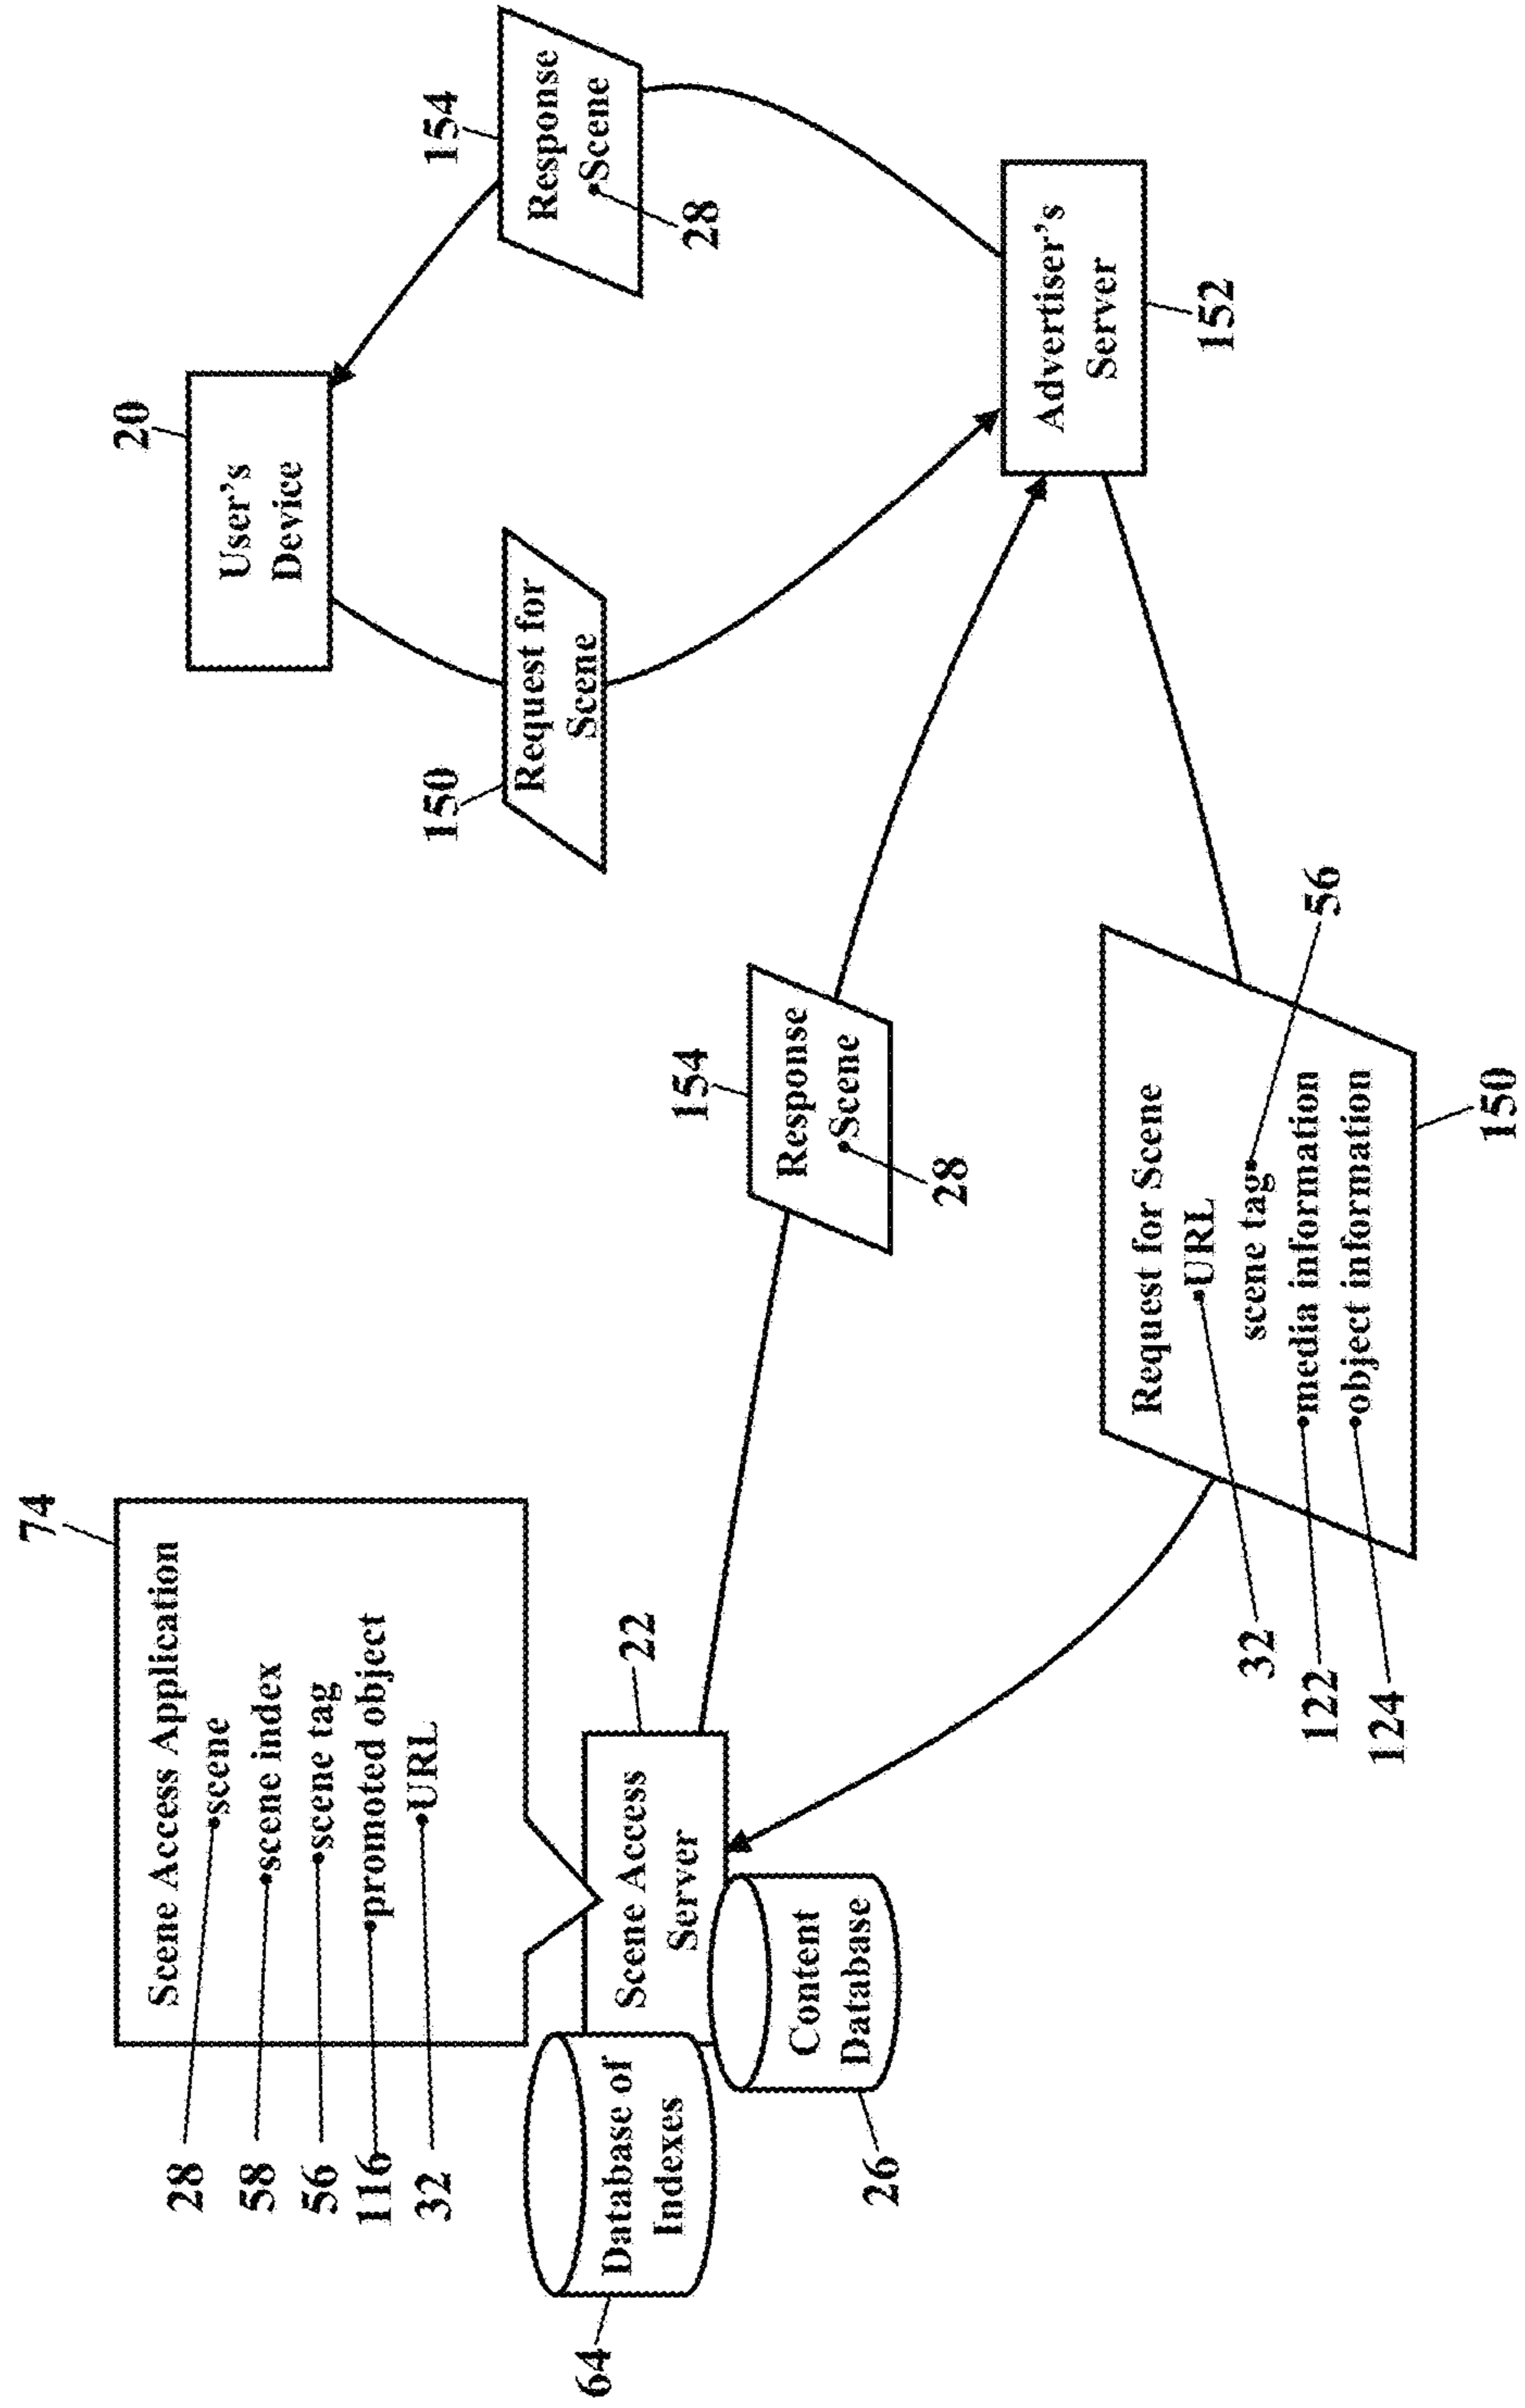 74
Scene Access Application
scene
scene index
scene tag
promoted object
URL
28
58
56
116
32
22
Scene Access
Server
Database of
Indexes
64
Content
Database
26
154
Response
Scene
28
Request for Scene
URL
scene tag
media information
object information
56
32
122
124
150
20
User's
Device
150
Request for
Scene
154
Response
Scene
28
Advertiser's
Server
152